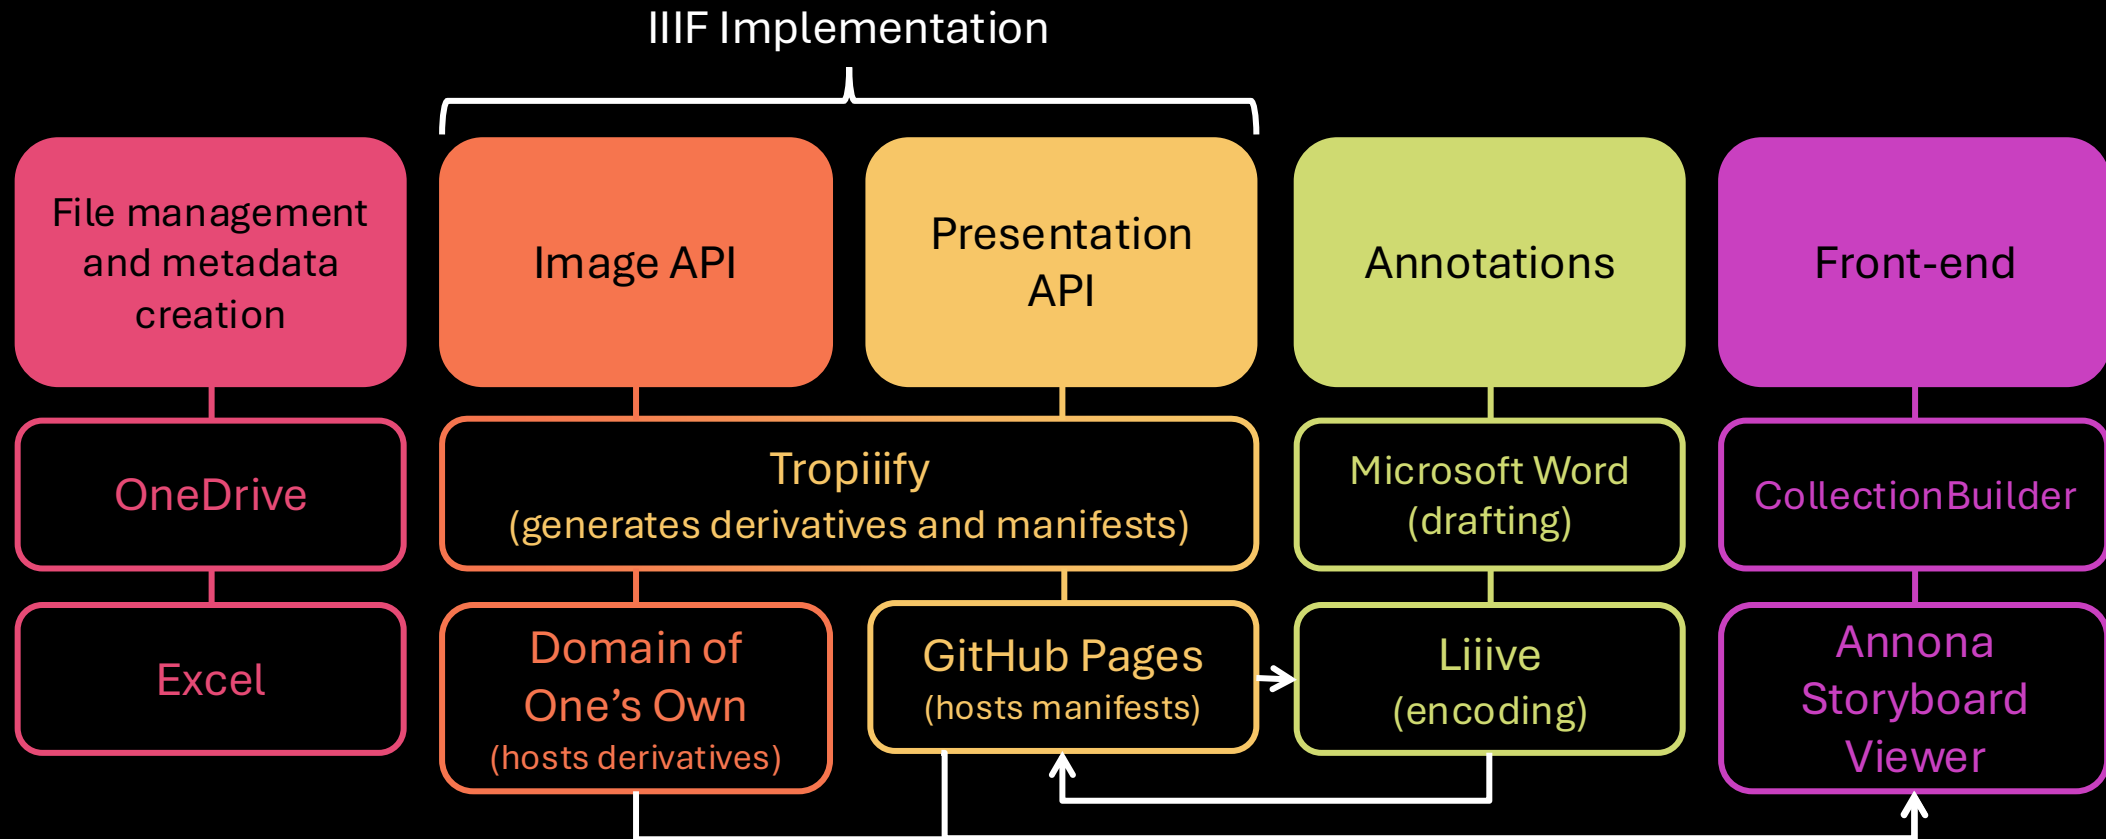 IIIF Implementation
File management
and metadata
creation
Image API
Presentation
API
Annotations
Front-end
OneDrive
Tropiiify
(generates derivatives and manifests)
Microsoft Word
(drafting)
CollectionBuilder
Excel
Domain of
One’s Own
(hosts derivatives)
GitHub Pages
(hosts manifests)
Liiive
(encoding)
Annona
Storyboard
Viewer